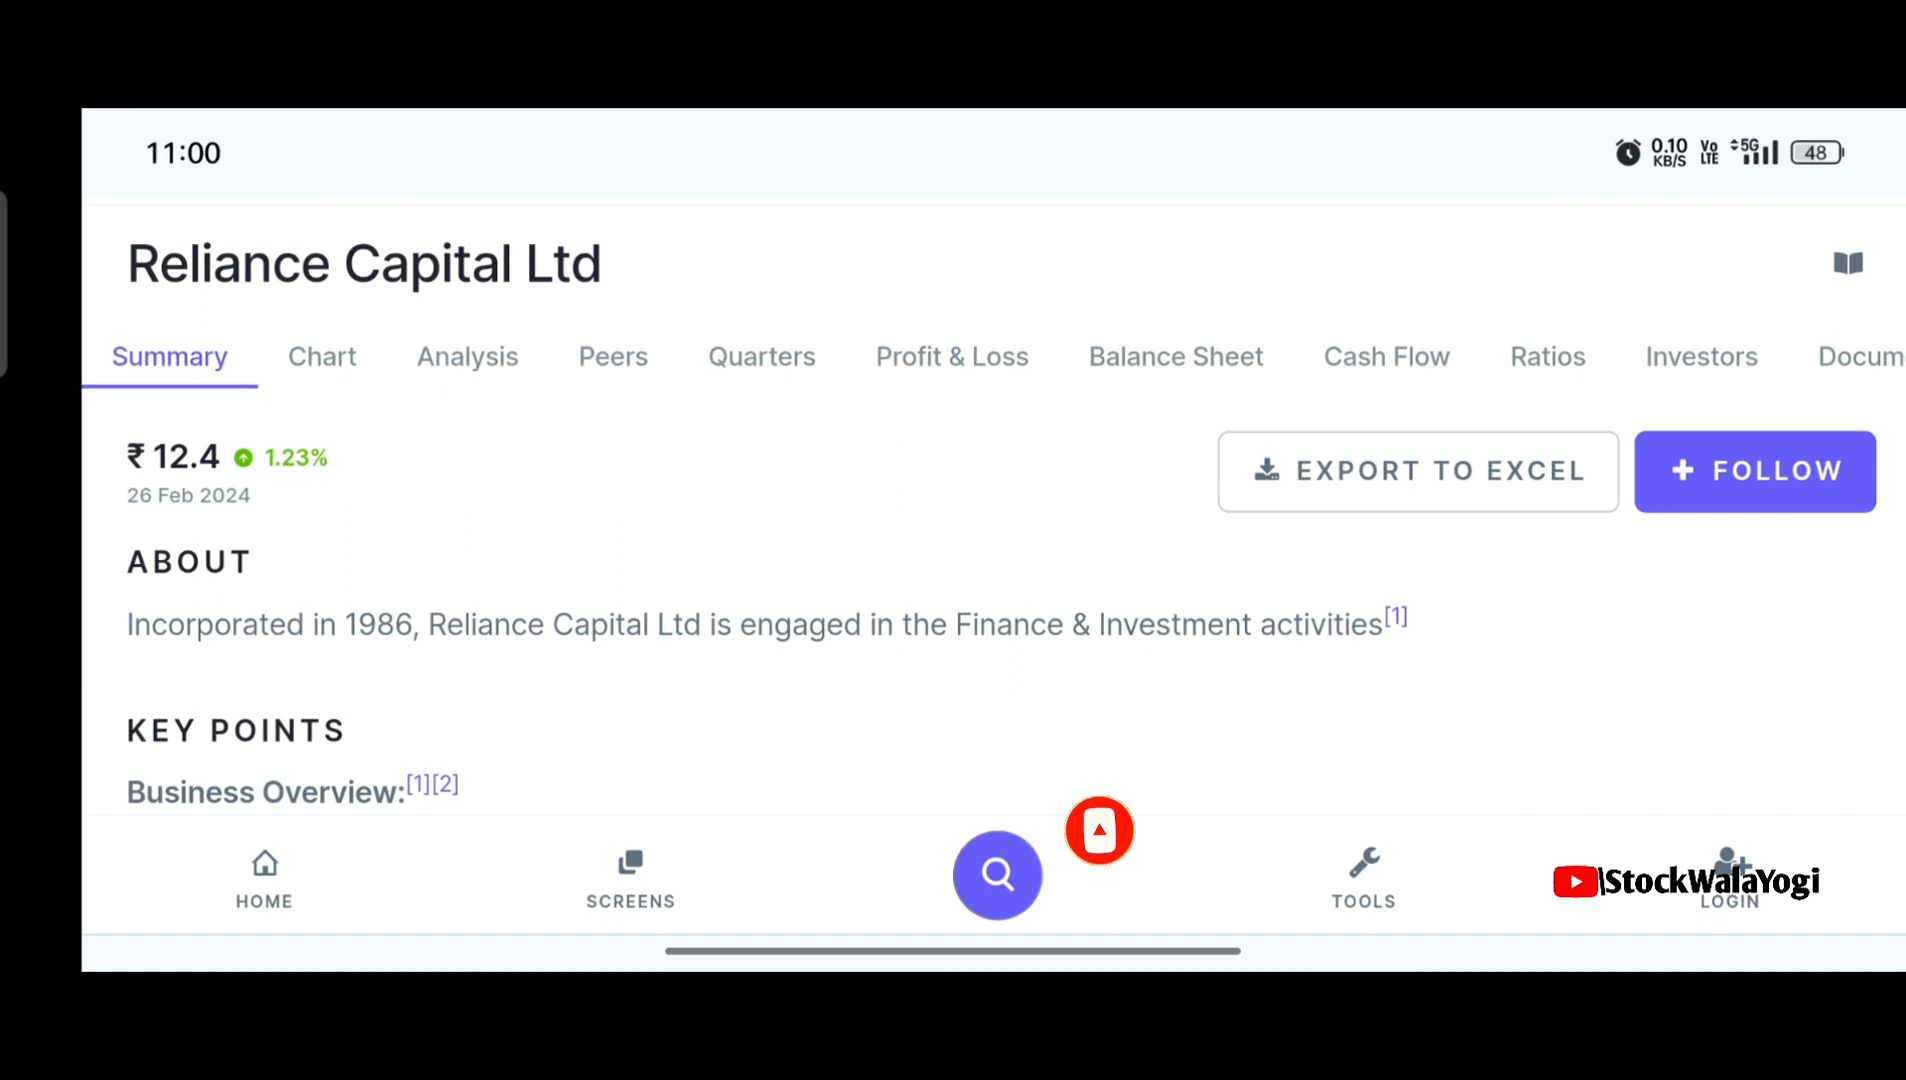 11:00
0.10 KB/S Vo LTE 5G 48
Reliance Capital Ltd
Summary Chart Analysis Peers Quarters Profit & Loss Balance Sheet Cash Flow Ratios Investors Docum
₹ 12.4 1.23%
26 Feb 2024
EXPORT TO EXCEL
+ FOLLOW
ABOUT
Incorporated in 1986, Reliance Capital Ltd is engaged in the Finance & Investment activities[1]
KEY POINTS
Business Overview:[1][2]
HOME SCREENS TOOLS LOGIN
\StockWalaYogi